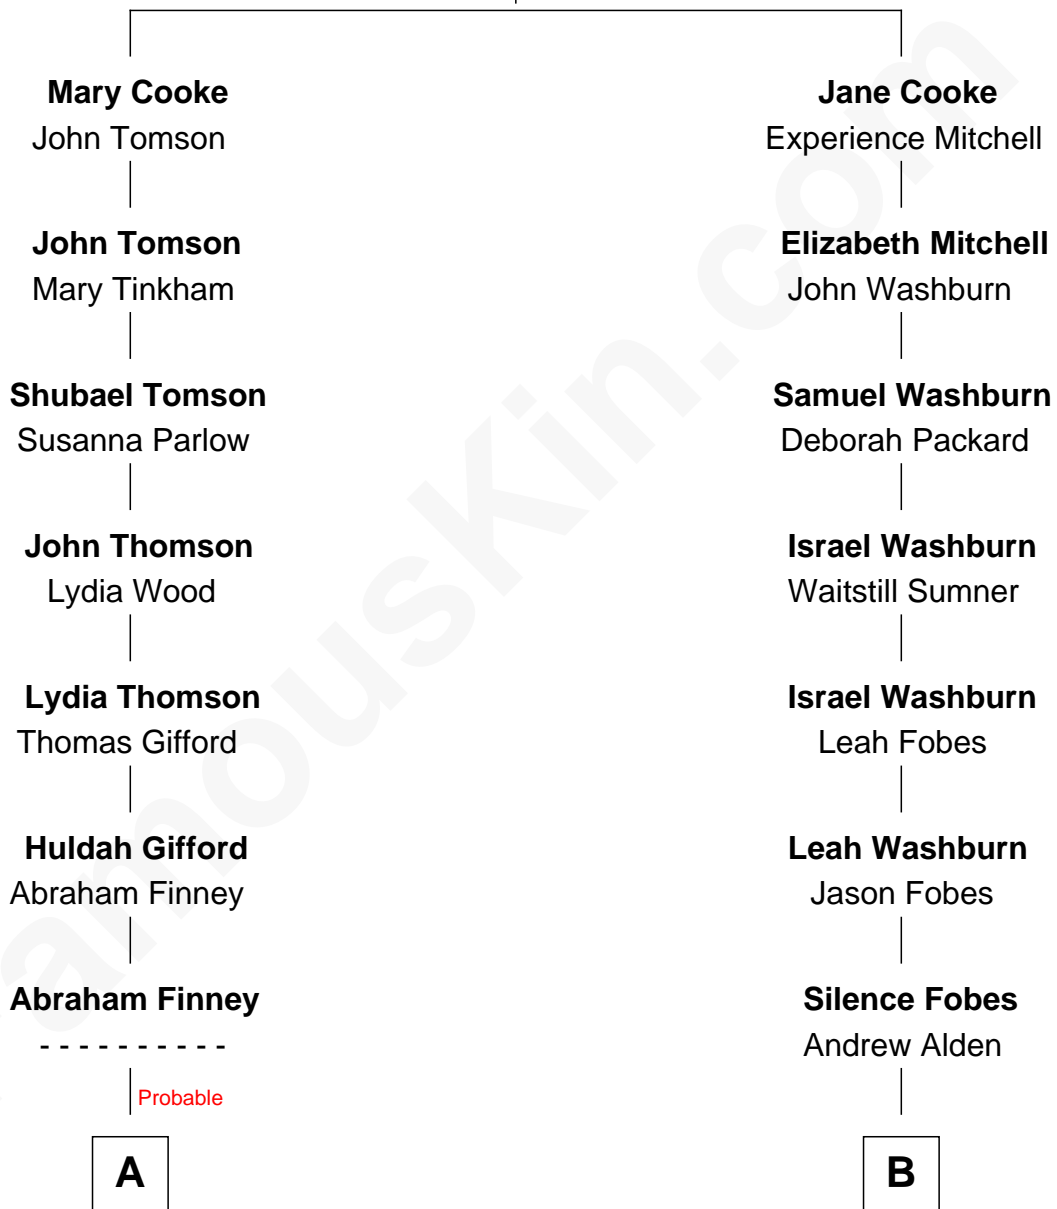 Mary Cooke
John Tomson
Jane Cooke
Experience Mitchell
John Tomson
Mary Tinkham
Elizabeth Mitchell
John Washburn
Shubael Tomson
Susanna Parlow
Samuel Washburn
Deborah Packard
John Thomson
Lydia Wood
Israel Washburn
Waitstill Sumner
Lydia Thomson
Thomas Gifford
Israel Washburn
Leah Fobes
Huldah Gifford
Abraham Finney
Leah Washburn
Jason Fobes
Abraham Finney
- - - - - - - - - -
Silence Fobes
Andrew Alden
Probable
A
B
amouskin.com